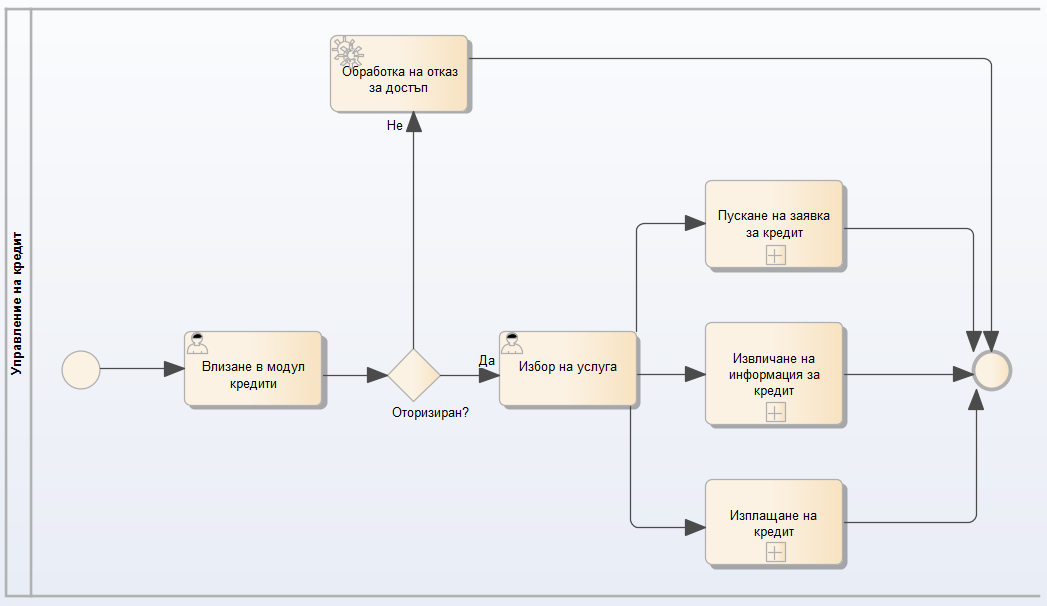 Управление на кредит
Обработка на отказ
за достъп
Не
Пускане на заявка
за кредит
Влизане в модул
кредити
Оторизиран?
Да
Избор на услуга
Извличане на
информация за
кредит
Изплащане на
кредит